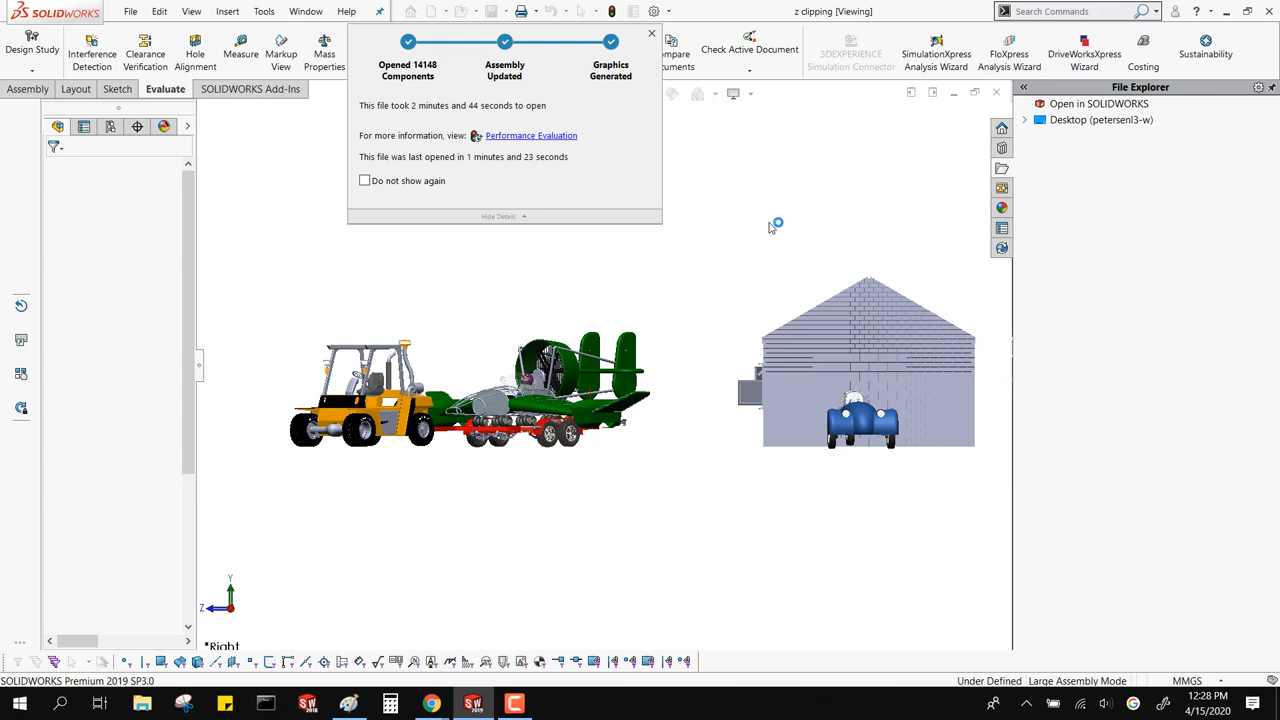 SOLIDWORKS
File
Edit
View
Insert
Tools
Window
Help
z clipping [Viewing]
Search Commands
Design Study
Interference
Detection
Clearance
Verification
Hole
Alignment
Measure
Markup
View
Mass
Properties
Check Active Document
3DEXPERIENCE
Simulation Connector
SimulationXpress
Analysis Wizard
FloXpress
Analysis Wizard
DriveWorksXpress
Wizard
Costing
Sustainability
Assembly
Layout
Sketch
Evaluate
SOLIDWORKS Add-Ins
Opened 14148
Components
Assembly
Updated
Graphics
Generated
This file took 2 minutes and 44 seconds to open
For more information, view: Performance Evaluation
This file was last opened in 1 minutes and 23 seconds
Do not show again
Hide Details
File Explorer
Open in SOLIDWORKS
Desktop (petersenl3-w)
Y
Z
*Right
SOLIDWORKS Premium 2019 SP3.0
Under Defined
Large Assembly Mode
MMGS
12:28 PM
4/15/2020